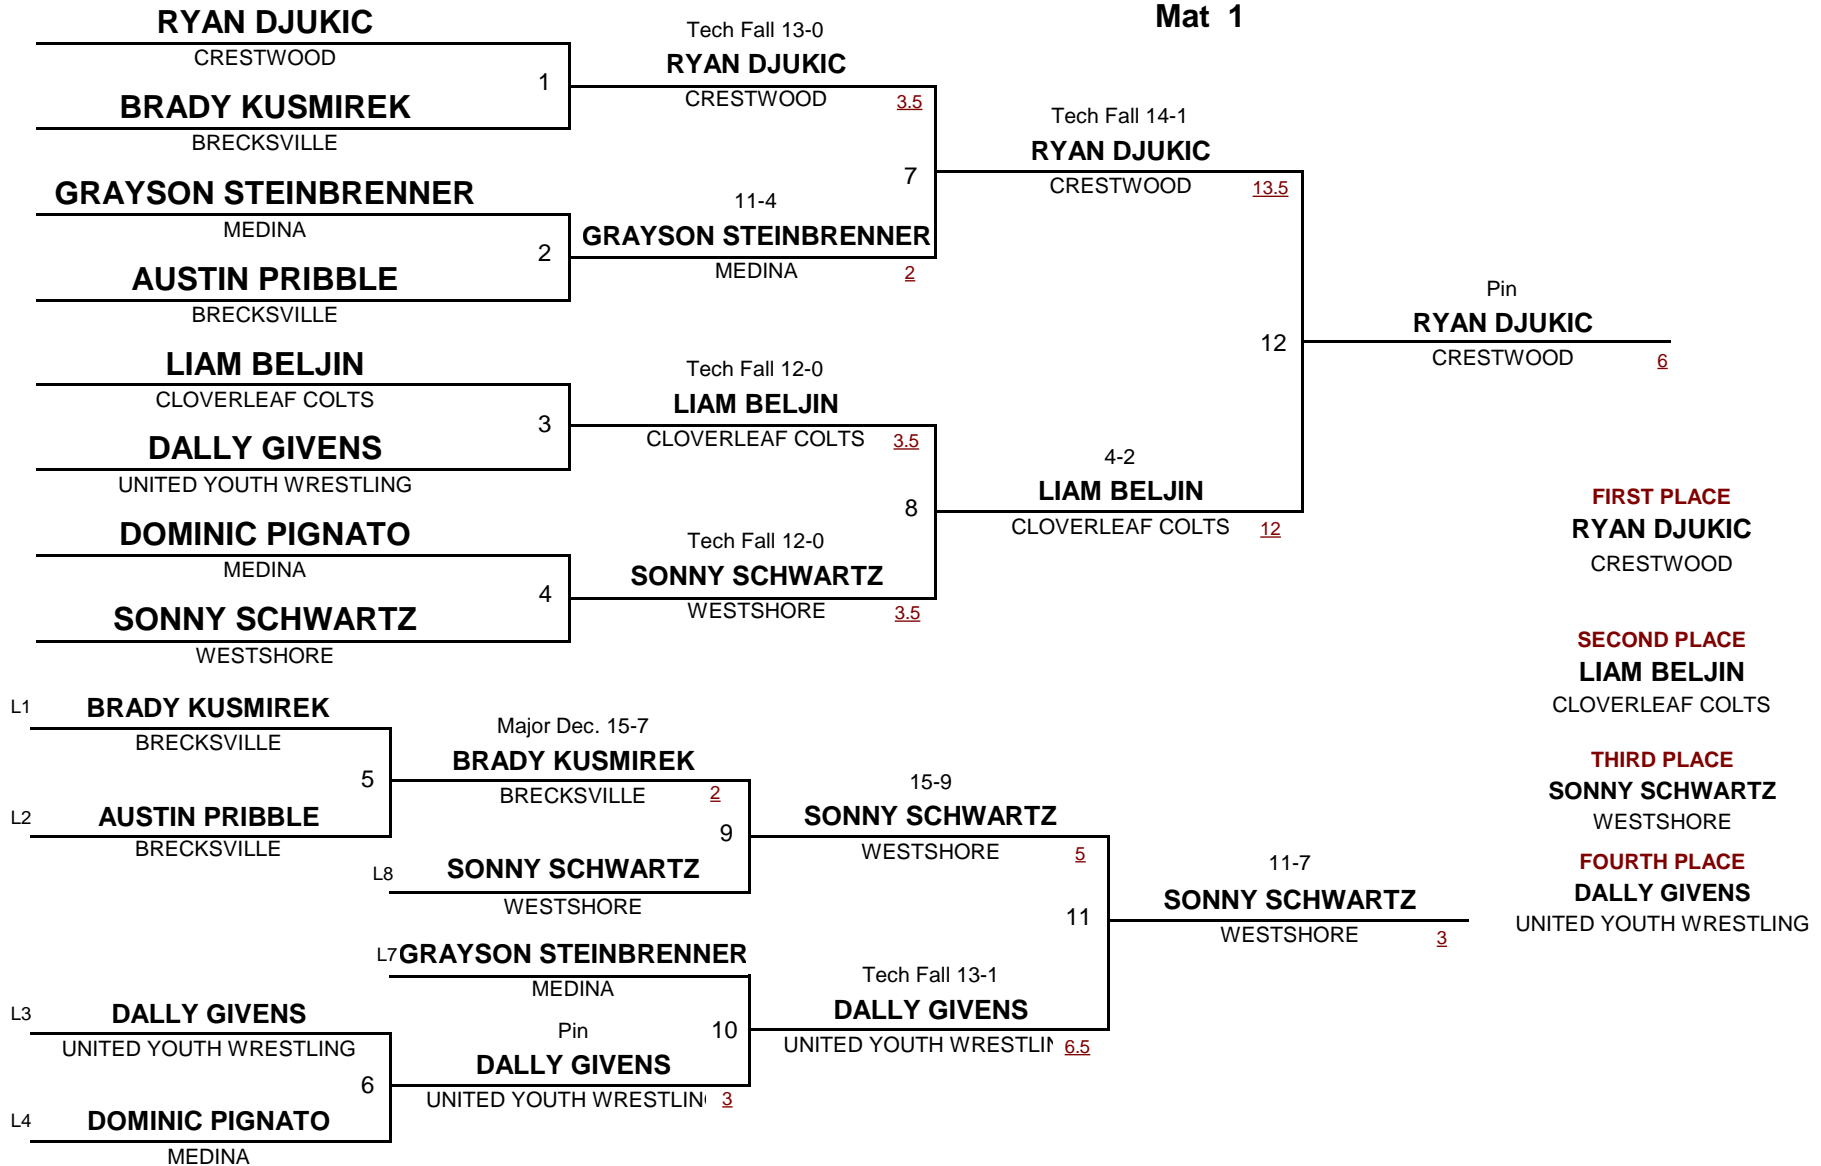 Mat 1
RYAN DJUKIC
CRESTWOOD
1
BRADY KUSMIREK
BRECKSVILLE
GRAYSON STEINBRENNER
MEDINA
2
AUSTIN PRIBBLE
BRECKSVILLE
LIAM BELJIN
CLOVERLEAF COLTS
3
DALLY GIVENS
UNITED YOUTH WRESTLING
DOMINIC PIGNATO
MEDINA
4
SONNY SCHWARTZ
WESTSHORE
Tech Fall 13-0
RYAN DJUKIC
CRESTWOOD 3.5
7
11-4
GRAYSON STEINBRENNER
MEDINA 2
Tech Fall 12-0
LIAM BELJIN
CLOVERLEAF COLTS 3.5
8
Tech Fall 12-0
SONNY SCHWARTZ
WESTSHORE 3.5
Tech Fall 14-1
RYAN DJUKIC
CRESTWOOD 13.5
12
4-2
LIAM BELJIN
CLOVERLEAF COLTS 12
Pin
RYAN DJUKIC
CRESTWOOD 6
L1 BRADY KUSMIREK
BRECKSVILLE
5
L2 AUSTIN PRIBBLE
BRECKSVILLE
Major Dec. 15-7
BRADY KUSMIREK
BRECKSVILLE 2
9
L8 SONNY SCHWARTZ
WESTSHORE
L7 GRAYSON STEINBRENNER
MEDINA
10
L3 DALLY GIVENS
UNITED YOUTH WRESTLING
6
L4 DOMINIC PIGNATO
MEDINA
Pin
DALLY GIVENS
UNITED YOUTH WRESTLIN 3
15-9
SONNY SCHWARTZ
WESTSHORE 5
11
Tech Fall 13-1
DALLY GIVENS
UNITED YOUTH WRESTLIN 6.5
11-7
SONNY SCHWARTZ
WESTSHORE 3
FIRST PLACE
RYAN DJUKIC
CRESTWOOD
SECOND PLACE
LIAM BELJIN
CLOVERLEAF COLTS
THIRD PLACE
SONNY SCHWARTZ
WESTSHORE
FOURTH PLACE
DALLY GIVENS
UNITED YOUTH WRESTLING